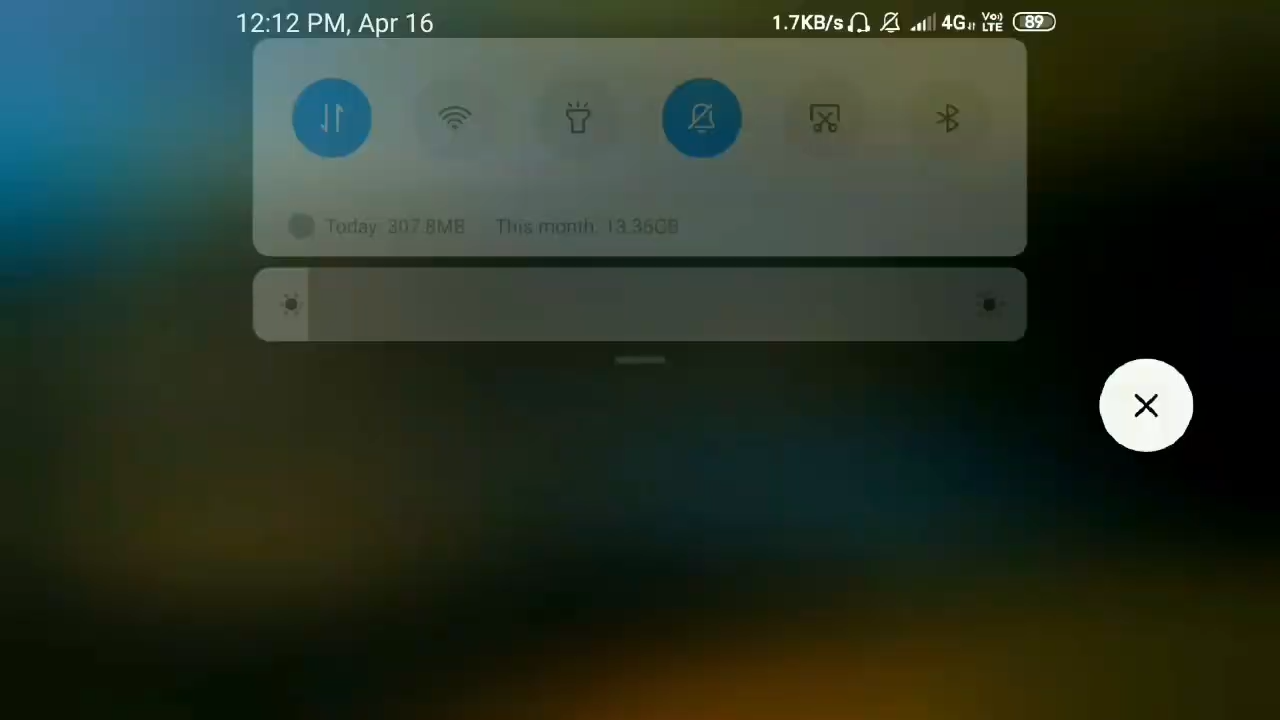 12:12 PM, Apr 16 1.7KB/s 4G Vo) LTE 89
Today: 307.8MB This month: 13.36GB